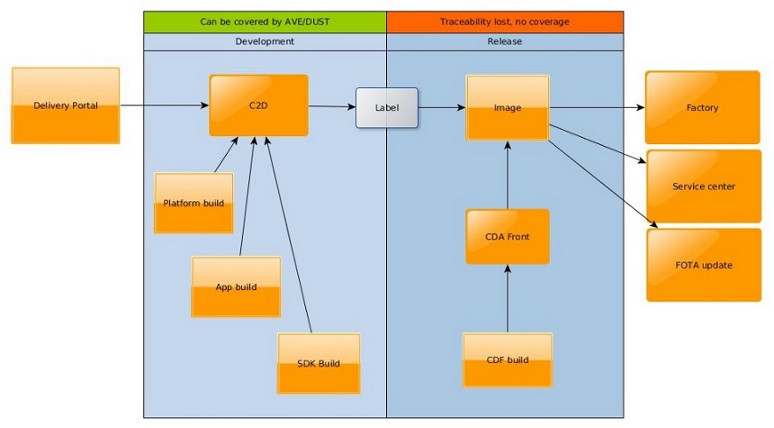 Can be covered by AVE/DUST
Traceability lost, no coverage
Development
Release
Delivery Portal
C2D
Label
Image
Factory
Platform build
Service center
CDA Front
App build
FOTA update
SDK Build
CDF build